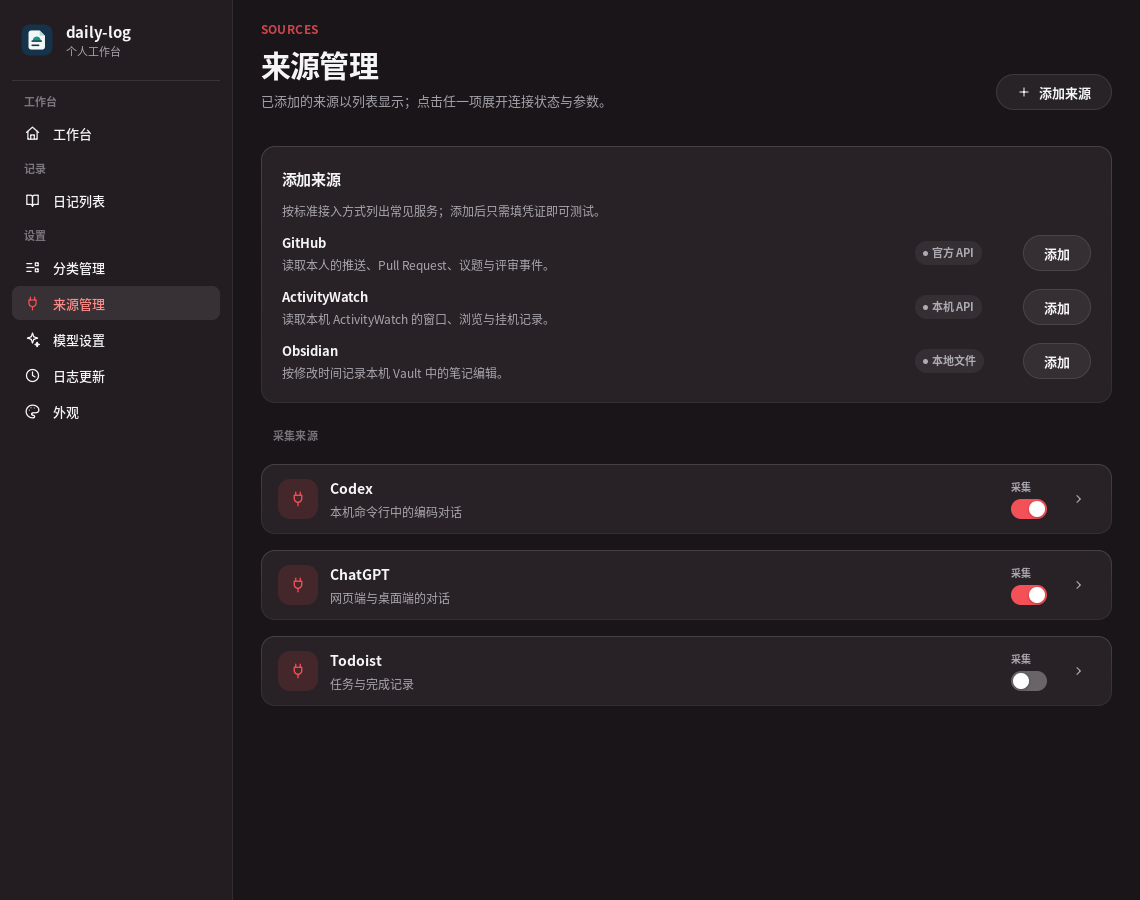 daily-log
个人工作台
工作台
工作台
记录
日记列表
设置
分类管理
来源管理
模型设置
日志更新
外观
SOURCES
来源管理
已添加的来源以列表显示；点击任一项展开连接状态与参数。
添加来源
添加来源
按标准接入方式列出常见服务；添加后只需填凭证即可测试。
GitHub
读取本人的推送、Pull Request、议题与评审事件。
官方 API
添加
ActivityWatch
读取本机 ActivityWatch 的窗口、浏览与挂机记录。
本机 API
添加
Obsidian
按修改时间记录本机 Vault 中的笔记编辑。
本地文件
添加
采集来源
Codex
本机命令行中的编码对话
采集
ChatGPT
网页端与桌面端的对话
采集
Todoist
任务与完成记录
采集